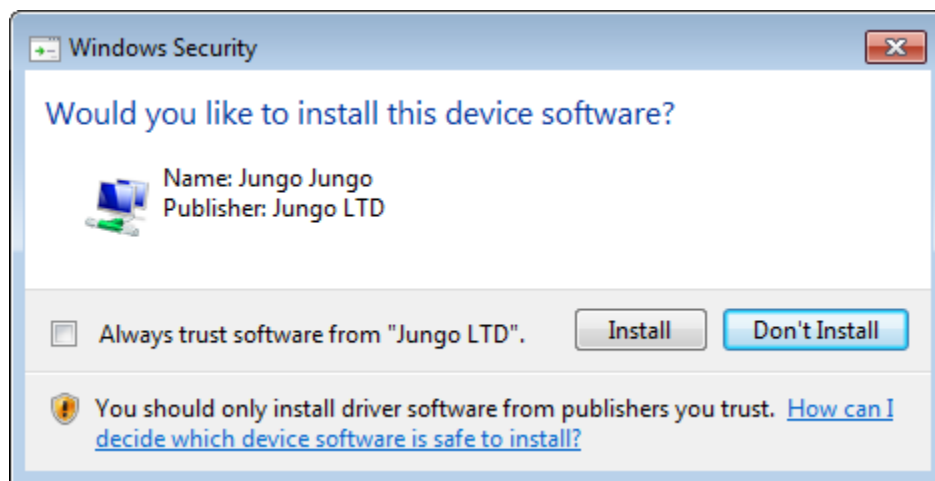 Windows Security
Would you like to install this device software?
Name: Jungo Jungo
Publisher: Jungo LTD
Always trust software from "Jungo LTD".
Install
Don't Install
You should only install driver software from publishers you trust. How can I
decide which device software is safe to install?